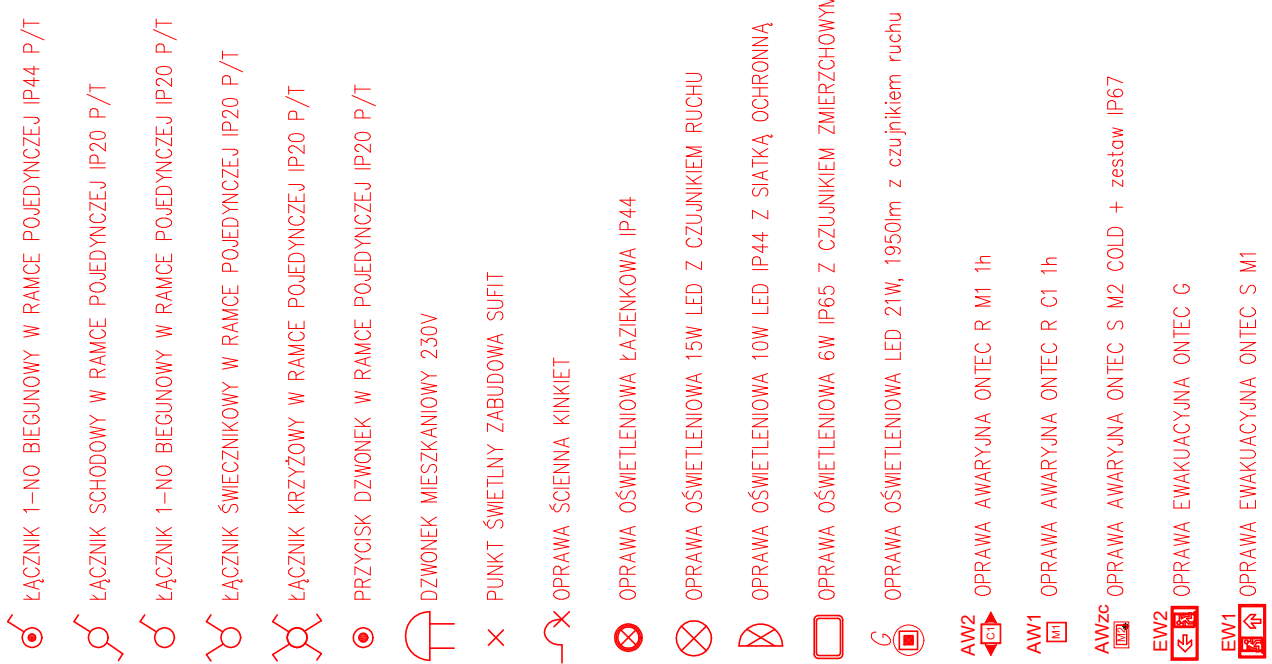 ŁĄCZNIK 1-NO BIEGUNOWY W RAMCE POJEDYNCZEJ IP44 P/T
ŁĄCZNIK SCHODOWY W RAMCE POJEDYNCZEJ IP20 P/T
ŁĄCZNIK 1-NO BIEGUNOWY W RAMCE POJEDYNCZEJ IP20 P/T
ŁĄCZNIK ŚWIECZNIKOWY W RAMCE POJEDYNCZEJ IP20 P/T
ŁĄCZNIK KRZYŻOWY W RAMCE POJEDYNCZEJ IP20 P/T
PRZYCISK DZWONEK W RAMCE POJEDYNCZEJ IP20 P/T
DZWONEK MIESZKANIOWY 230V
PUNKT ŚWIETLNY ZABUDOWA SUFIT
OPRAWA ŚCIENNA KINKIET
OPRAWA OŚWIETLENIOWA ŁAZIENKOWA IP44
OPRAWA OŚWIETLENIOWA 15W LED Z CZUJNIKIEM RUCHU
OPRAWA OŚWIETLENIOWA 10W LED IP44 Z SIATKĄ OCHRONNĄ
OPRAWA OŚWIETLENIOWA 6W IP65 Z CZUJNIKIEM ZMIERZCHOWYM
G OPRAWA OŚWIETLENIOWA LED 21W, 1950lm z czujnikiem ruchu
AW2 C1 OPRAWA AWARYJNA ONTEC R M1 1h
AW1 M1 OPRAWA AWARYJNA ONTEC R C1 1h
AWzc M2 OPRAWA AWARYJNA ONTEC S M2 COLD + zestaw IP67
EW2 OPRAWA EWAKUACYJNA ONTEC G
EW1 OPRAWA EWAKUACYJNA ONTEC S M1